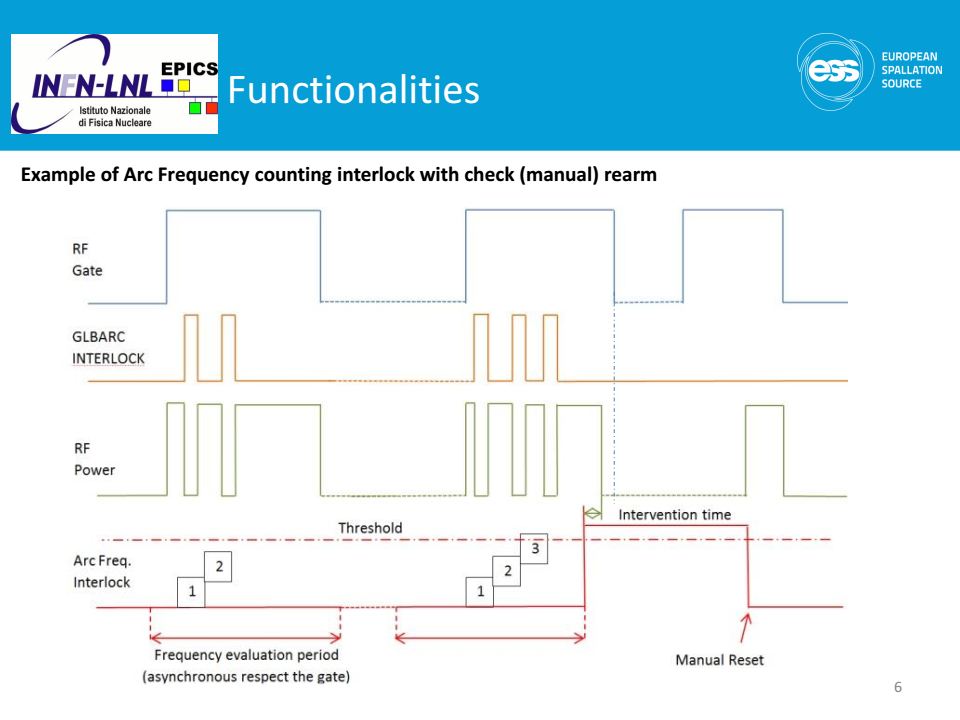 INFN-LNL
EPICS
Istituto Nazionale
di Fisica Nucleare
Functionalities
ess
EUROPEAN
SPALLATION
SOURCE
Example of Arc Frequency counting interlock with check (manual) rearm
RF
Gate
GLBARC
INTERLOCK
RF
Power
Intervention time
Threshold
Arc Freq.
Interlock
1
2
1
2
3
Frequency evaluation period
(asynchronous respect the gate)
Manual Reset
6